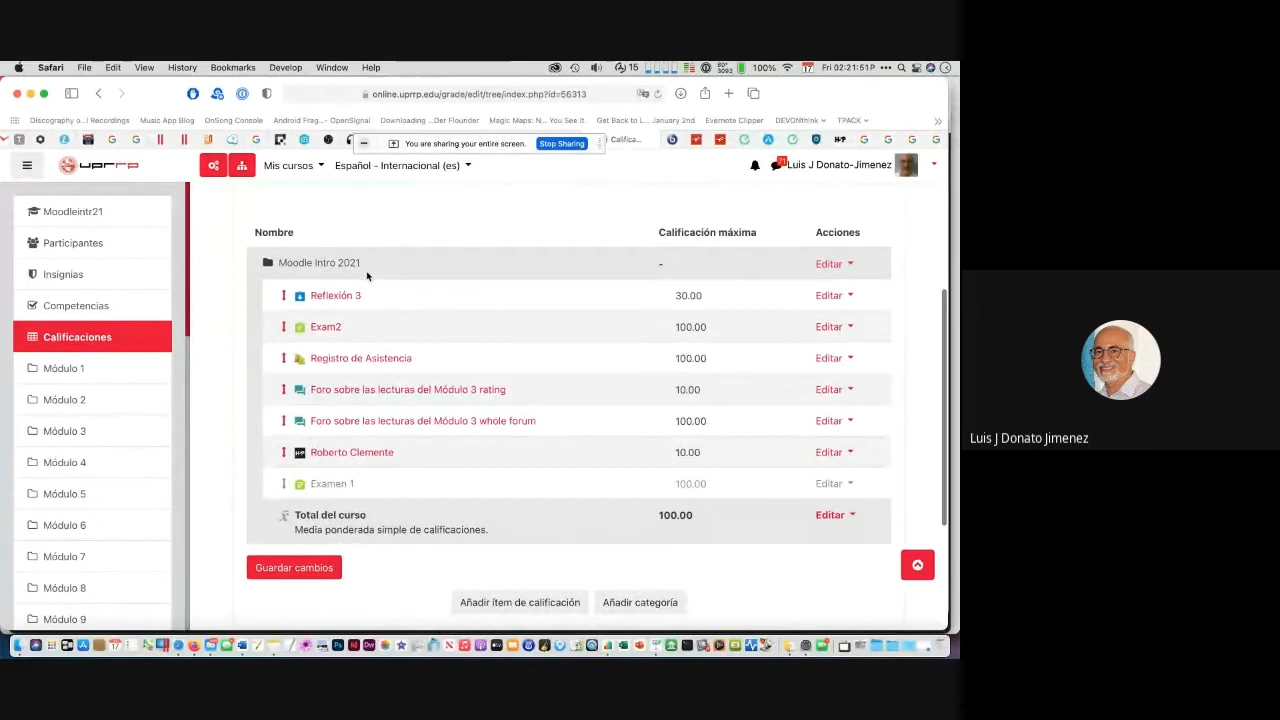 Safari File Edit View History Bookmarks Develop Window Help
15 80° 3093 100% 17 Fri 02:21:51P
online.uprrp.edu/grade/edit/tree/index.php?id=56313
Discography o...l Recordings Music App Blog OnSong Console Android Frag...-OpenSignal Downloading ...Der Flounder Magic Maps: N... You See It. Get Back to L... January 2nd Evernote Clipper DEVONthink TPACK
You are sharing your entire screen. Stop Sharing Califica...
uprrp Mis cursos Español - Internacional (es) Luis J Donato-Jimenez
Moodleintr21
Participantes
Insignias
Competencias
Calificaciones
Módulo 1
Módulo 2
Módulo 3
Módulo 4
Módulo 5
Módulo 6
Módulo 7
Módulo 8
Módulo 9
Nombre Calificación máxima Acciones
Moodle Intro 2021 - Editar
Reflexión 3 30.00 Editar
Exam2 100.00 Editar
Registro de Asistencia 100.00 Editar
Foro sobre las lecturas del Módulo 3 rating 10.00 Editar
Foro sobre las lecturas del Módulo 3 whole forum 100.00 Editar
Roberto Clemente 10.00 Editar
Examen 1 100.00 Editar
Total del curso 100.00 Editar
Media ponderada simple de calificaciones.
Guardar cambios
Añadir ítem de calificación Añadir categoría
Luis J Donato Jimenez